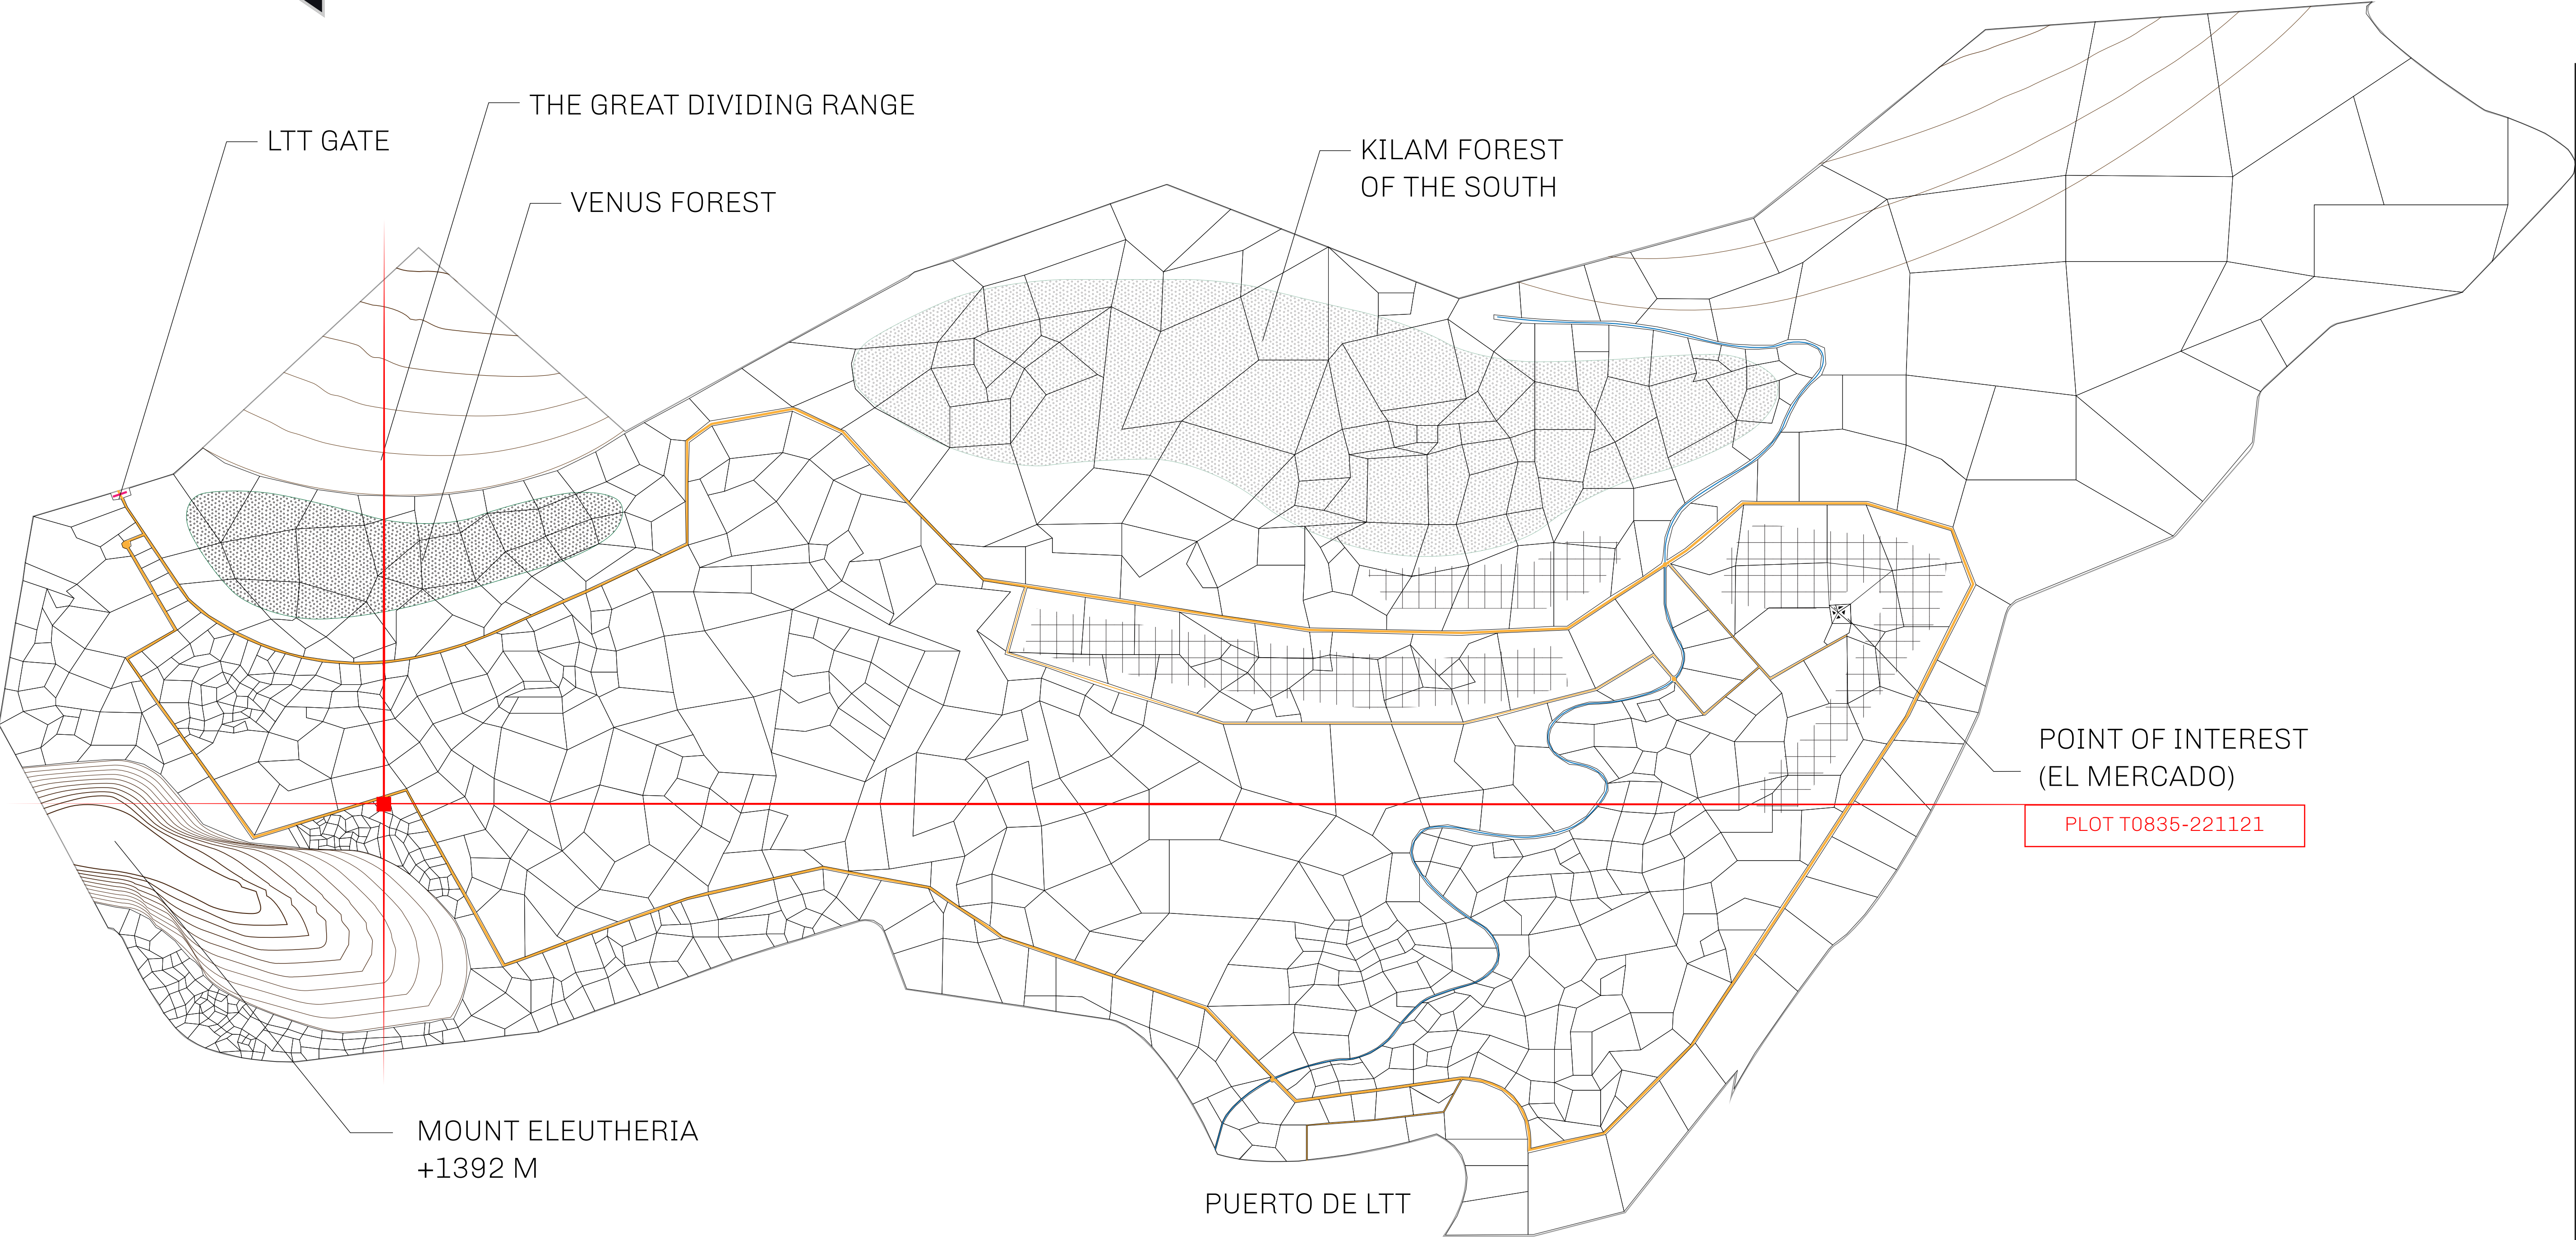 THE GREAT DIVIDING RANGE
LTT GATE
KILAM FOREST
OF THE SOUTH
VENUS FOREST
POINT OF INTEREST
(EL MERCADO)
PLOT T0835-221121
MOUNT ELEUTHERIA
+1392 M
PUERTO DE LTT